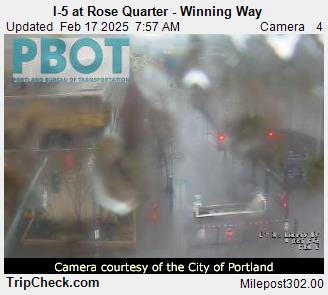 I-5 at Rose Quarter - Winning Way
Updated Feb 17 2025 7:57 AM Camera 4
PBOT
PORTLAND BUREAU OF TRANSPORTATION
Camera courtesy of the City of Portland
TripCheck.com Milepost302.00